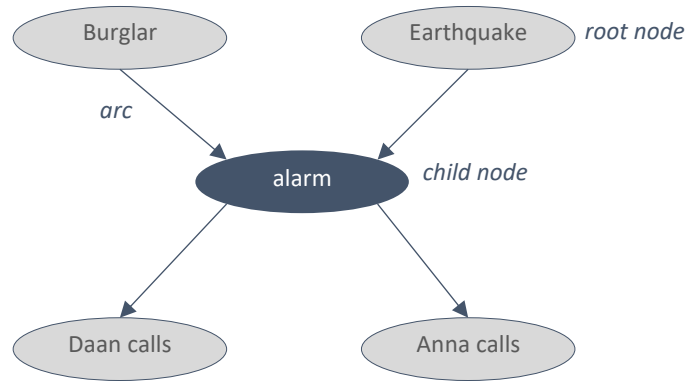 Burglar
Earthquake
root node
arc
alarm
child node
Daan calls
Anna calls